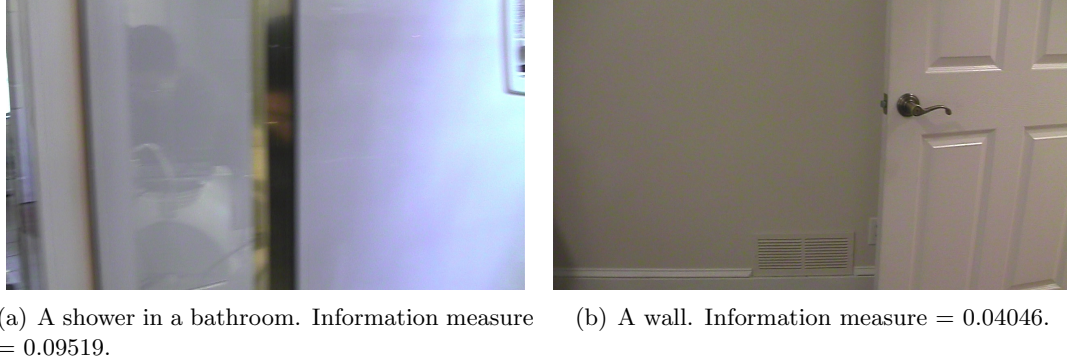 (a) A shower in a bathroom. Information measure
= 0.09519.
(b) A wall. Information measure = 0.04046.